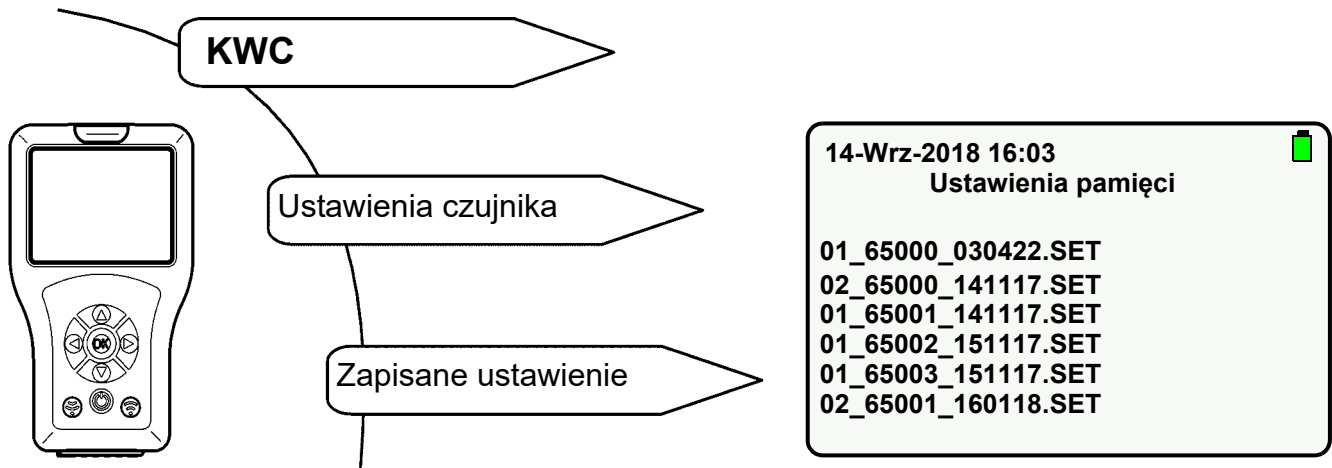 KWC
Ustawienia czujnika
Zapisane ustawienie
OK
14-Wrz-2018 16:03
Ustawienia pamięci
01_65000_030422.SET
02_65000_141117.SET
01_65001_141117.SET
01_65002_151117.SET
01_65003_151117.SET
02_65001_160118.SET